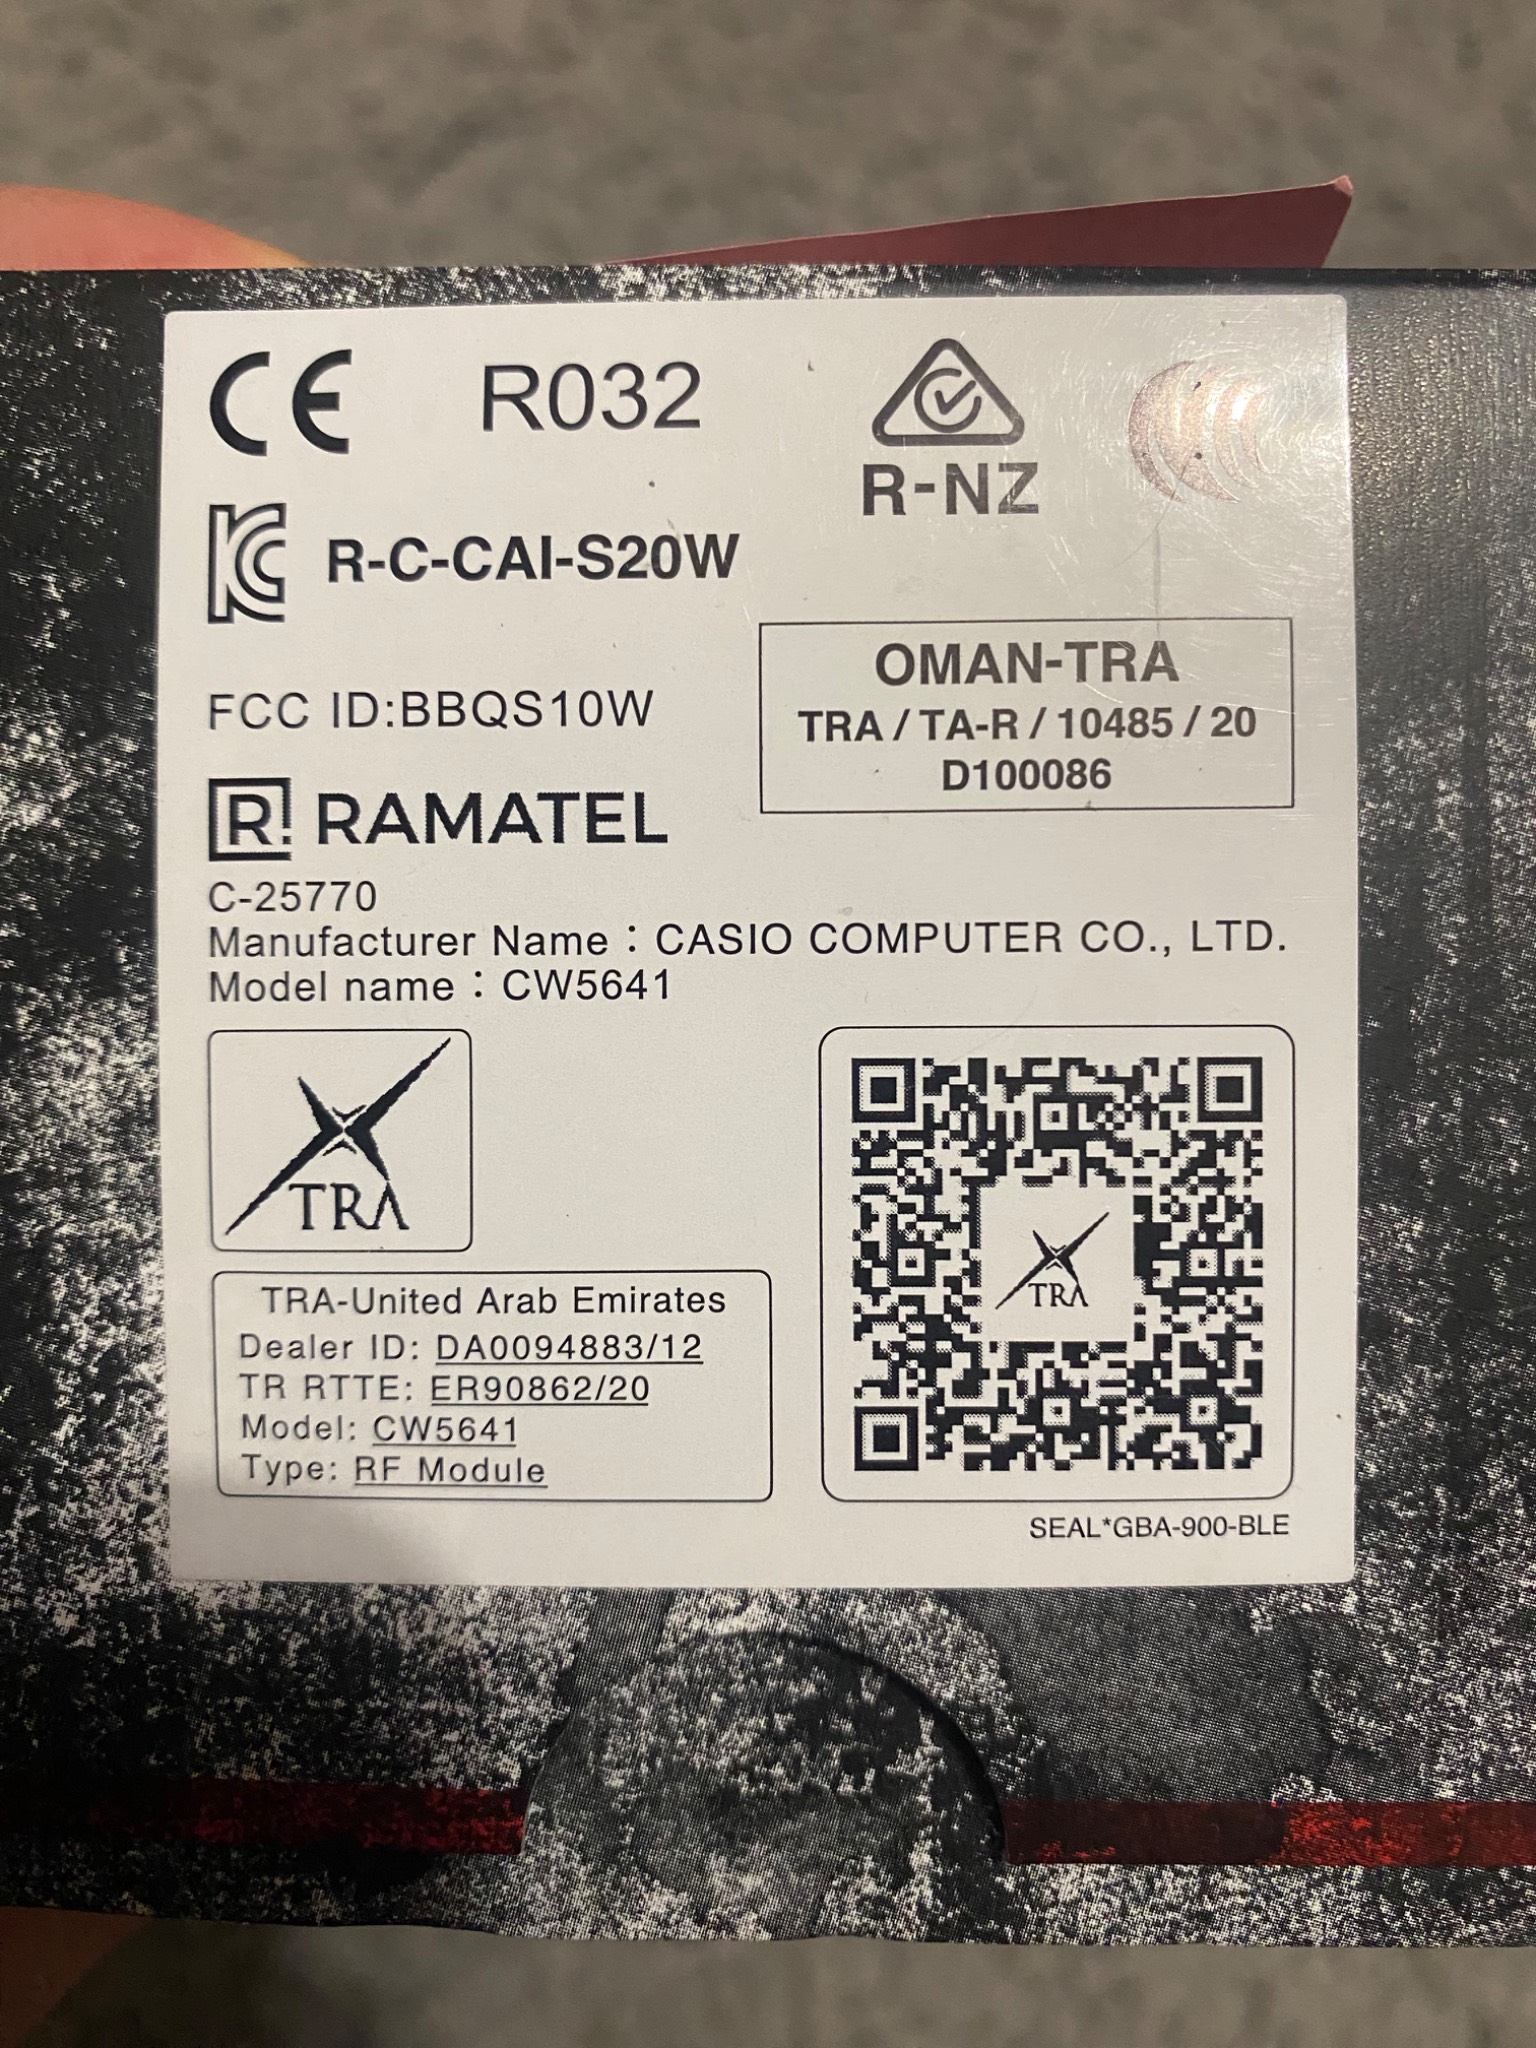 CE R032
R-NZ
R-C-CAI-S20W
FCC ID:BBQS10W
OMAN-TRA
TRA / TA-R / 10485 / 20
D100086
R. RAMATEL
C-25770
Manufacturer Name : CASIO COMPUTER CO., LTD.
Model name : CW5641
TRA
TRA-United Arab Emirates
Dealer ID: DA0094883/12
TR RTTE: ER90862/20
Model: CW5641
Type: RF Module
TRA
SEAL*GBA-900-BLE